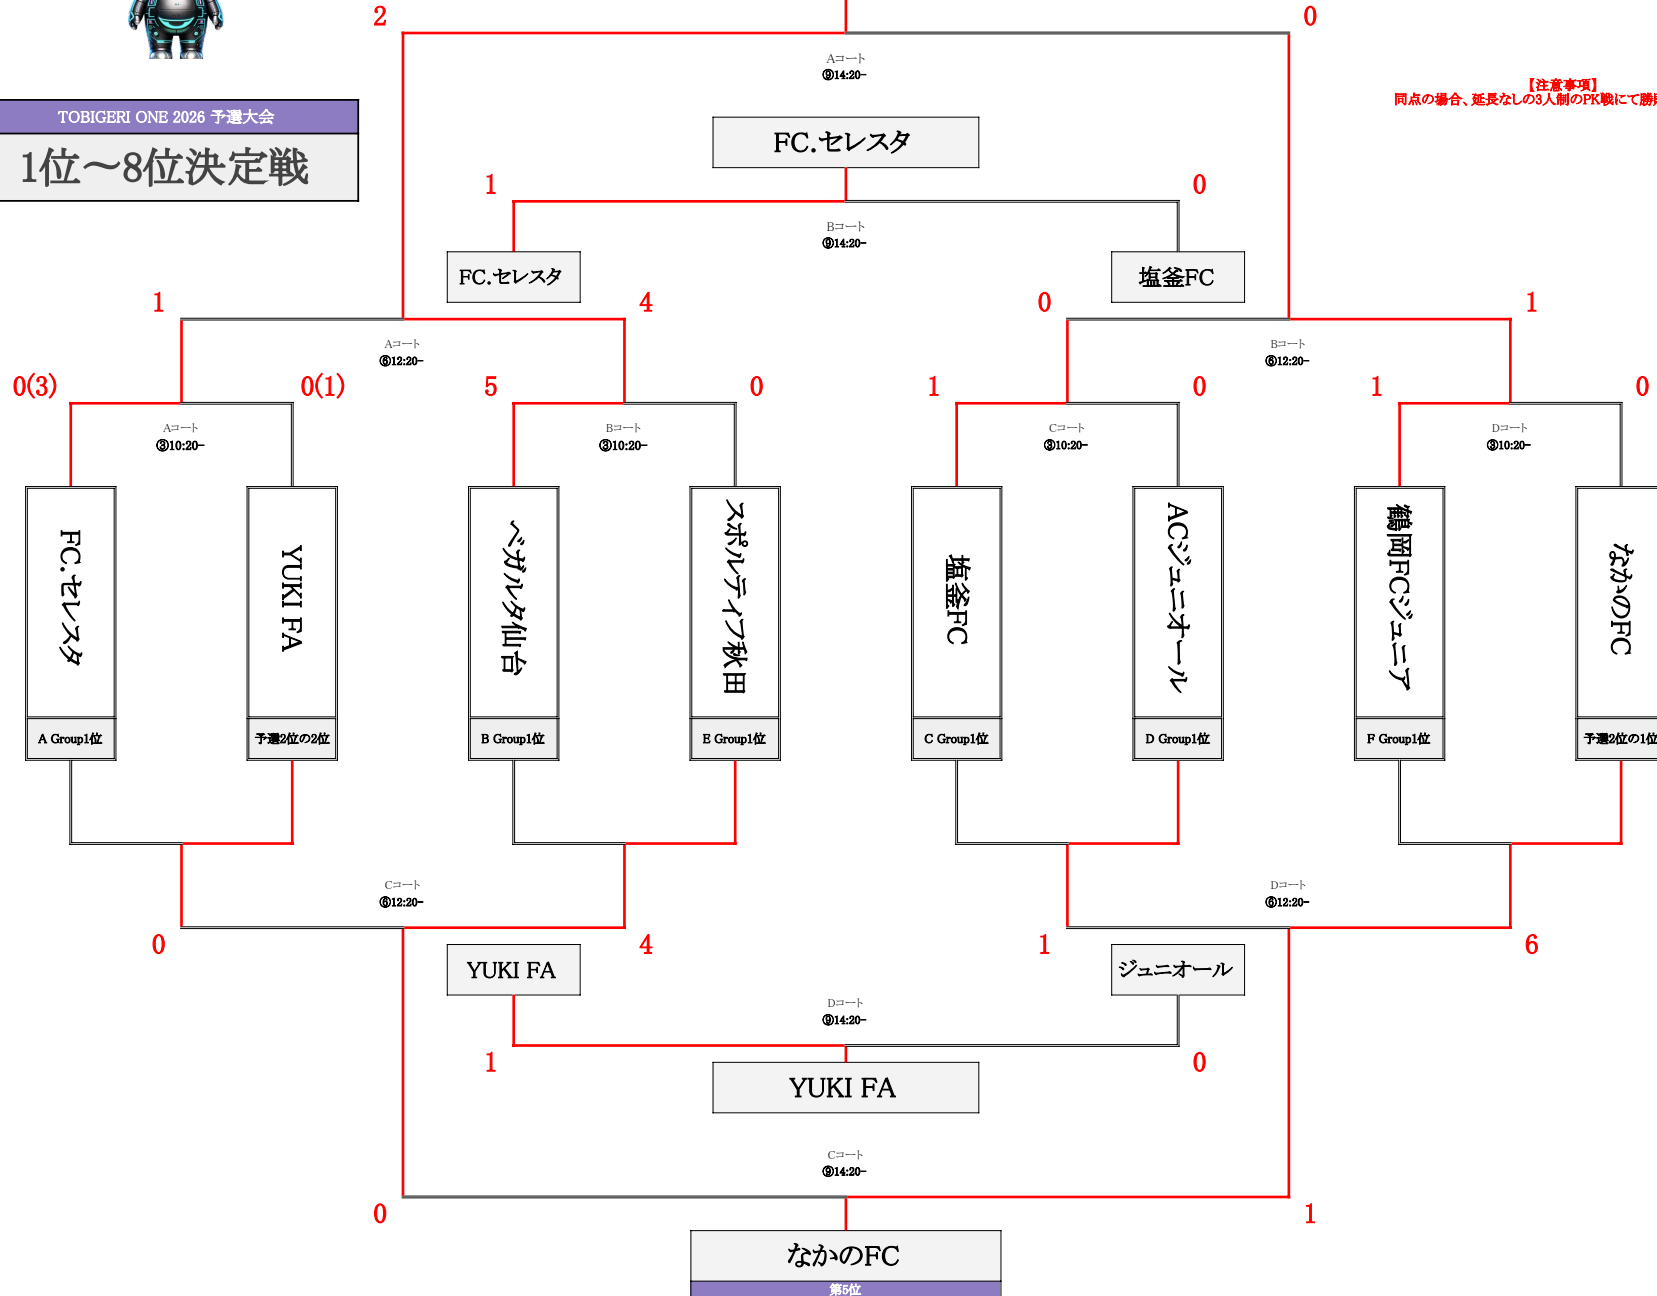 2
0
Aコート
⑨14:20-
【注意事項】
同点の場合、延長なしの3人制のPK戦にて勝
TOBIGERI ONE 2026 予選大会
1位～8位決定戦
FC.セレスタ
1
0
Bコート
⑨14:20-
FC.セレスタ
塩釜FC
1
4
0
1
Aコート
⑥12:20-
Bコート
⑥12:20-
0(3)
0(1)
5
0
1
0
1
0
Aコート
③10:20-
Bコート
③10:20-
Cコート
③10:20-
Dコート
③10:20-
FC.セレスタ
YUKI FA
ベガルタ仙台
スポルティフ秋田
塩釜FC
ACジュニオール
鶴岡FCジュニア
なかのFC
A Group1位
予選2位の2位
B Group1位
E Group1位
C Group1位
D Group1位
F Group1位
予選2位の1位
Cコート
⑥12:20-
Dコート
⑥12:20-
0
4
1
6
YUKI FA
ジュニオール
Dコート
⑨14:20-
1
0
YUKI FA
Cコート
⑨14:20-
0
1
なかのFC
第5位